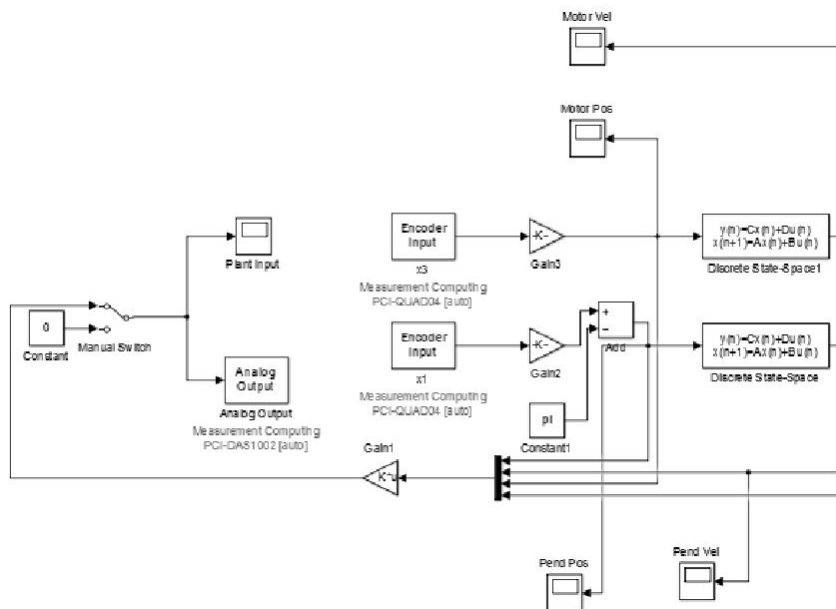 Motor Vel
Motor Pos
Encoder
Input
x3
Measurement Computing
PCI-QUAD04 [auto]
-K-
Gain3
y(n)=Cx(n)+Du(n)
x(n+1)=Ax(n)+Bu(n)
Discrete State-Space1
Plant Input
0
Constant
Manual Switch
Analog
Output
Analog Output
Measurement Computing
PCI-DAS1002 [auto]
Encoder
Input
x1
Measurement Computing
PCI-QUAD04 [auto]
-K-
Gain2
+
−
Add
y(n)=Cx(n)+Du(n)
x(n+1)=Ax(n)+Bu(n)
Discrete State-Space
pi
Constant1
Gain1
Pend Pos
Pend Vel